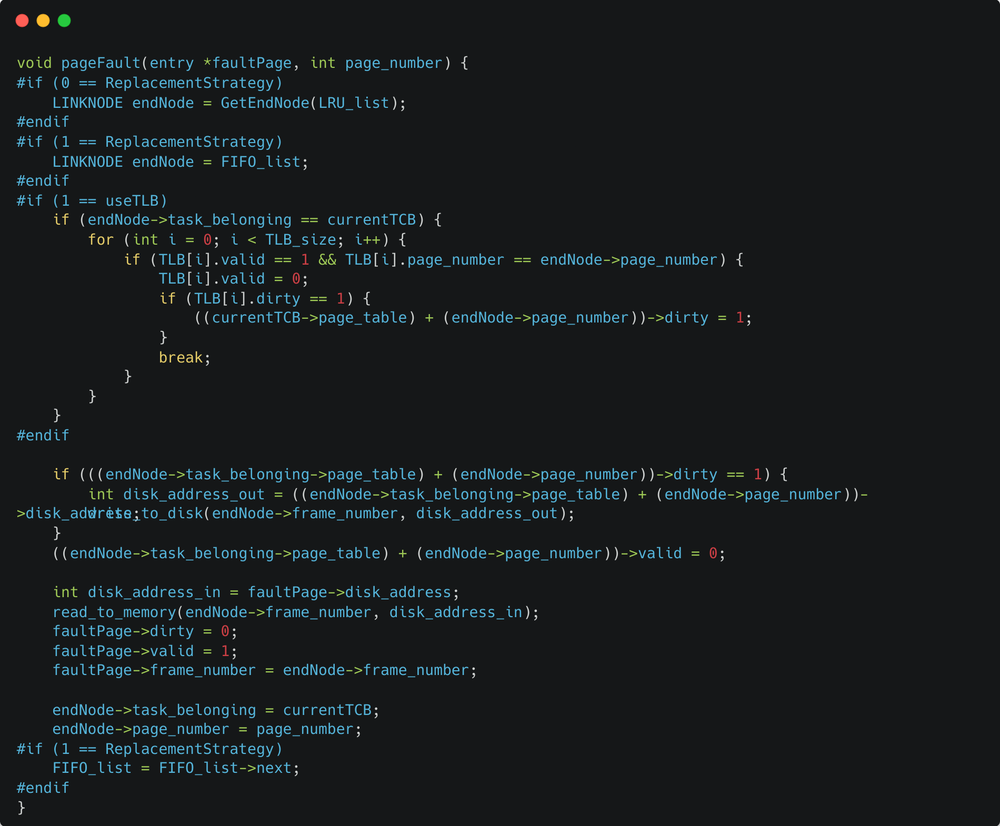 void pageFault(entry *faultPage, int page_number) {
#if (0 == ReplacementStrategy)
    LINKNODE endNode = GetEndNode(LRU_list);
#endif
#if (1 == ReplacementStrategy)
    LINKNODE endNode = FIFO_list;
#endif
#if (1 == useTLB)
    if (endNode->task_belonging == currentTCB) {
        for (int i = 0; i < TLB_size; i++) {
            if (TLB[i].valid == 1 && TLB[i].page_number == endNode->page_number) {
                TLB[i].valid = 0;
                if (TLB[i].dirty == 1) {
                    ((currentTCB->page_table) + (endNode->page_number))->dirty = 1;
                }
                break;
            }
        }
    }
#endif

    if (((endNode->task_belonging->page_table) + (endNode->page_number))->dirty == 1) {
        int disk_address_out = ((endNode->task_belonging->page_table) + (endNode->page_number))-
>disk_address;
        write_to_disk(endNode->frame_number, disk_address_out);
    }
    ((endNode->task_belonging->page_table) + (endNode->page_number))->valid = 0;

    int disk_address_in = faultPage->disk_address;
    read_to_memory(endNode->frame_number, disk_address_in);
    faultPage->dirty = 0;
    faultPage->valid = 1;
    faultPage->frame_number = endNode->frame_number;

    endNode->task_belonging = currentTCB;
    endNode->page_number = page_number;
#if (1 == ReplacementStrategy)
    FIFO_list = FIFO_list->next;
#endif
}